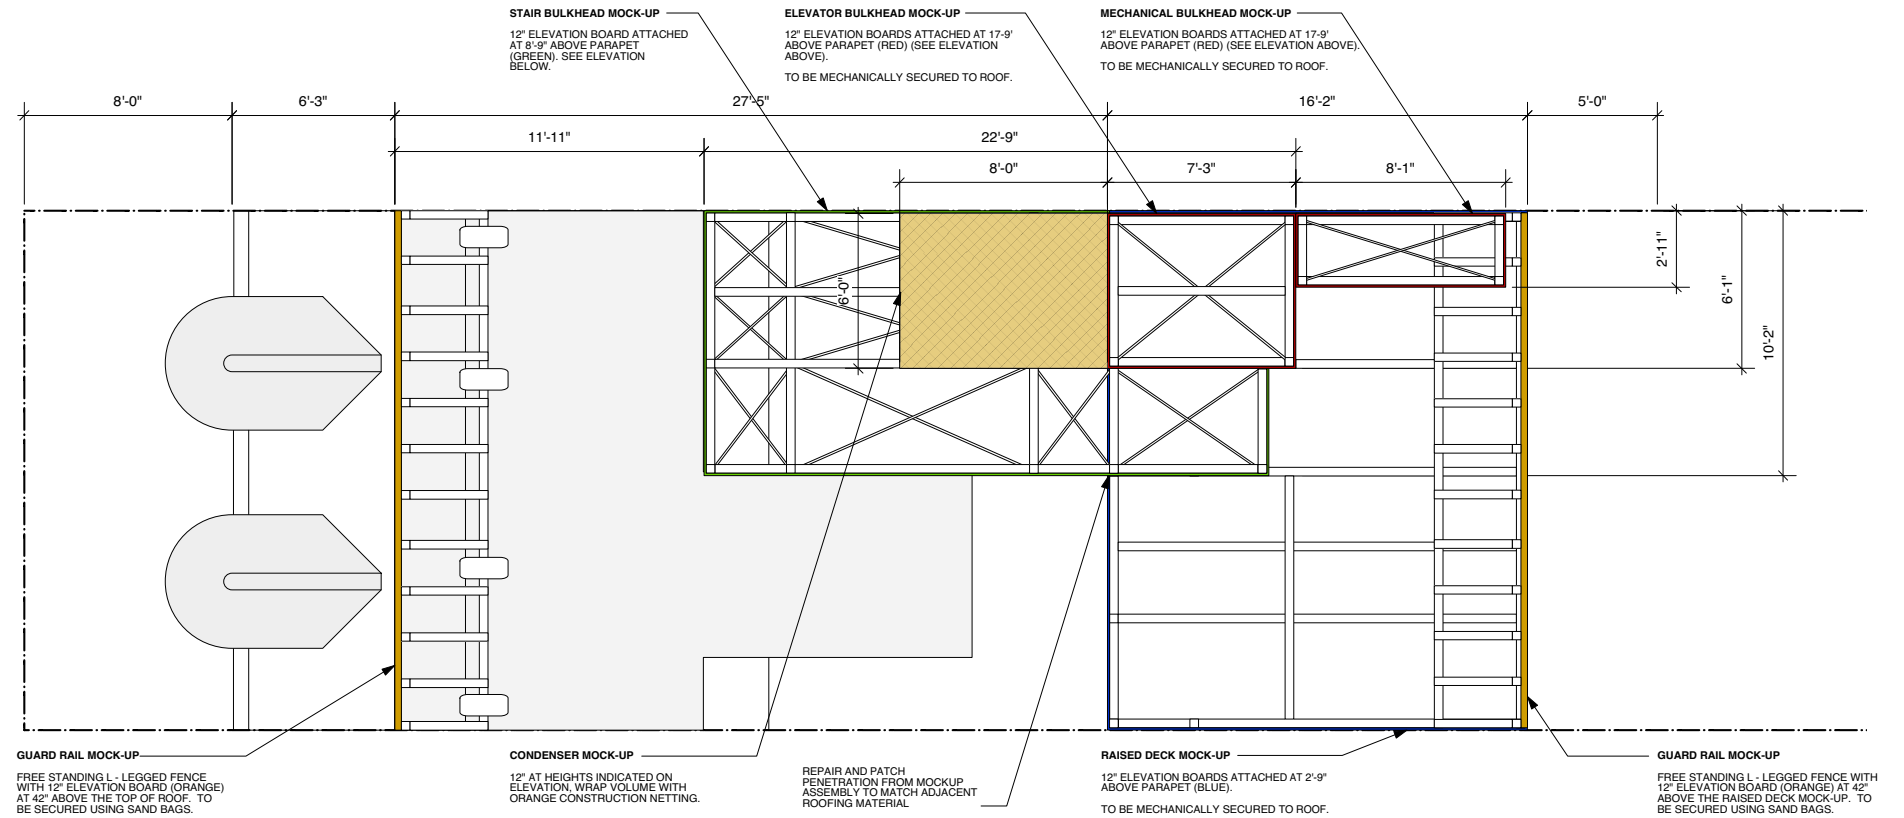 STAIR BULKHEAD MOCK-UP
12" ELEVATION BOARD ATTACHED
AT 8'-9" ABOVE PARAPET
(GREEN). SEE ELEVATION
BELOW.
ELEVATOR BULKHEAD MOCK-UP
12" ELEVATION BOARDS ATTACHED AT 17-9'
ABOVE PARAPET (RED) (SEE ELEVATION
ABOVE).
TO BE MECHANICALLY SECURED TO ROOF.
MECHANICAL BULKHEAD MOCK-UP
12" ELEVATION BOARDS ATTACHED AT 17-9'
ABOVE PARAPET (RED) (SEE ELEVATION ABOVE).
TO BE MECHANICALLY SECURED TO ROOF.
8'-0"
6'-3"
27'-5"
16'-2"
5'-0"
11'-11"
22'-9"
8'-0"
7'-3"
8'-1"
6'-0"
2'-11"
6'-1"
10'-2"
GUARD RAIL MOCK-UP
FREE STANDING L - LEGGED FENCE
WITH 12" ELEVATION BOARD (ORANGE)
AT 42" ABOVE THE TOP OF ROOF. TO
BE SECURED USING SAND BAGS.
CONDENSER MOCK-UP
12" AT HEIGHTS INDICATED ON
ELEVATION, WRAP VOLUME WITH
ORANGE CONSTRUCTION NETTING.
REPAIR AND PATCH
PENETRATION FROM MOCKUP
ASSEMBLY TO MATCH ADJACENT
ROOFING MATERIAL
RAISED DECK MOCK-UP
12" ELEVATION BOARDS ATTACHED AT 2'-9"
ABOVE PARAPET (BLUE).
TO BE MECHANICALLY SECURED TO ROOF.
GUARD RAIL MOCK-UP
FREE STANDING L - LEGGED FENCE WITH
12" ELEVATION BOARD (ORANGE) AT 42"
ABOVE THE RAISED DECK MOCK-UP. TO
BE SECURED USING SAND BAGS.